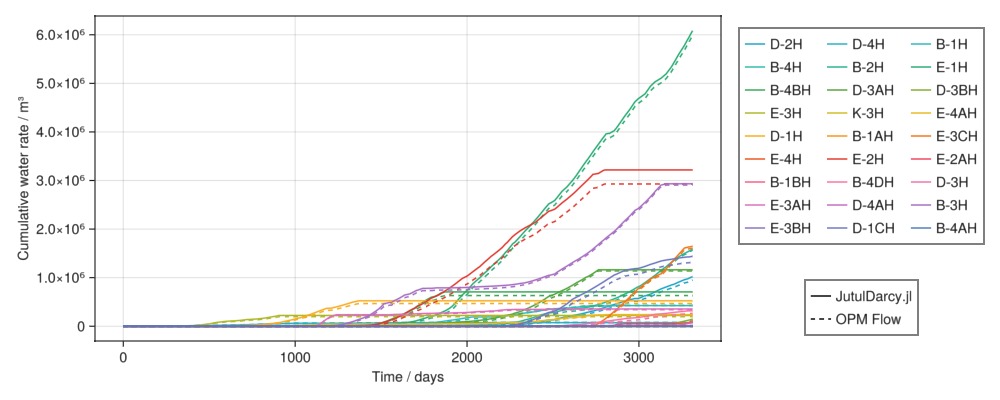 Cumulative water rate / m³
6.0×10⁶
5.0×10⁶
4.0×10⁶
3.0×10⁶
2.0×10⁶
1.0×10⁶
0
0 1000 2000 3000
Time / days
D-2H D-4H B-1H
B-4H B-2H E-1H
B-4BH D-3AH D-3BH
E-3H K-3H E-4AH
D-1H B-1AH E-3CH
E-4H E-2H E-2AH
B-1BH B-4DH D-3H
E-3AH D-4AH B-3H
E-3BH D-1CH B-4AH
JutulDarcy.jl
OPM Flow